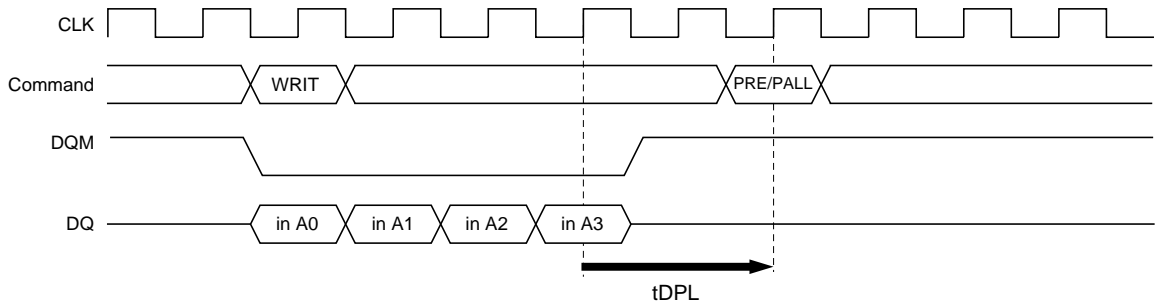 CLK
Command WRIT PRE/PALL
DQM
DQ in A0 in A1 in A2 in A3
tDPL